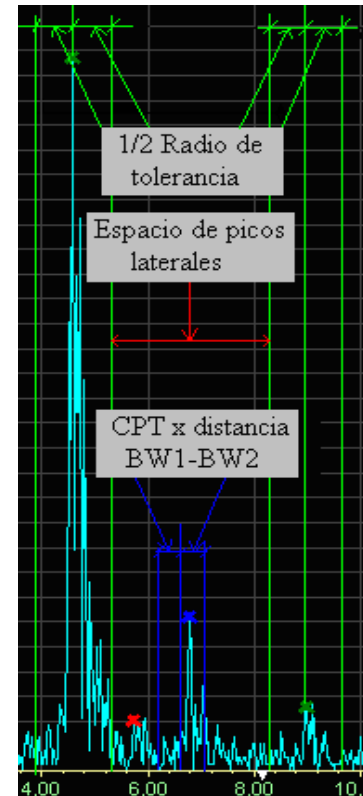 1/2 Radio de
tolerancia
Espacio de picos
laterales
CPT x distancia
BW1-BW2
4.00 6.00 8.00 10.